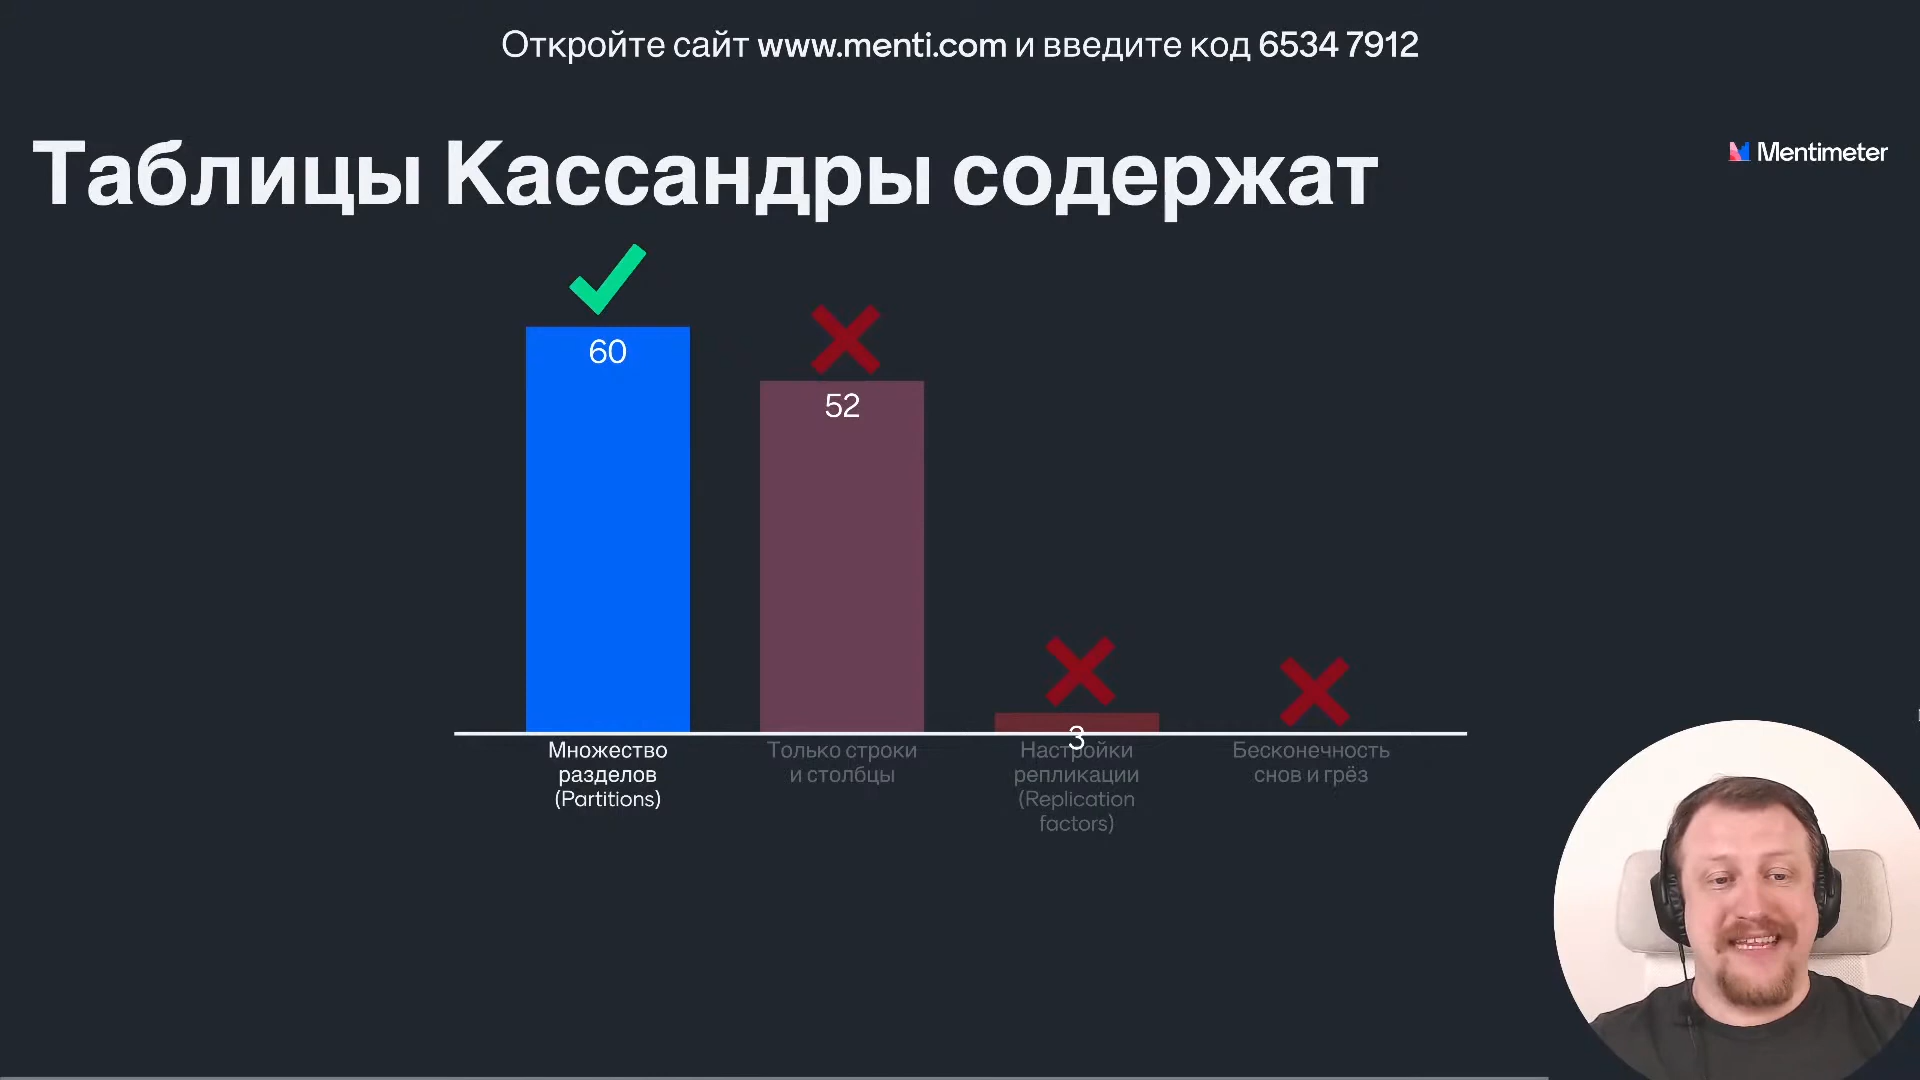 Откройте сайт www.menti.com и введите код 6534 7912
Таблицы Кассандры содержат
Mentimeter
60
52
3
Множество
разделов
(Partitions)
Только строки
и столбцы
Настройки
репликации
(Replication
factors)
Бесконечность
снов и грёз